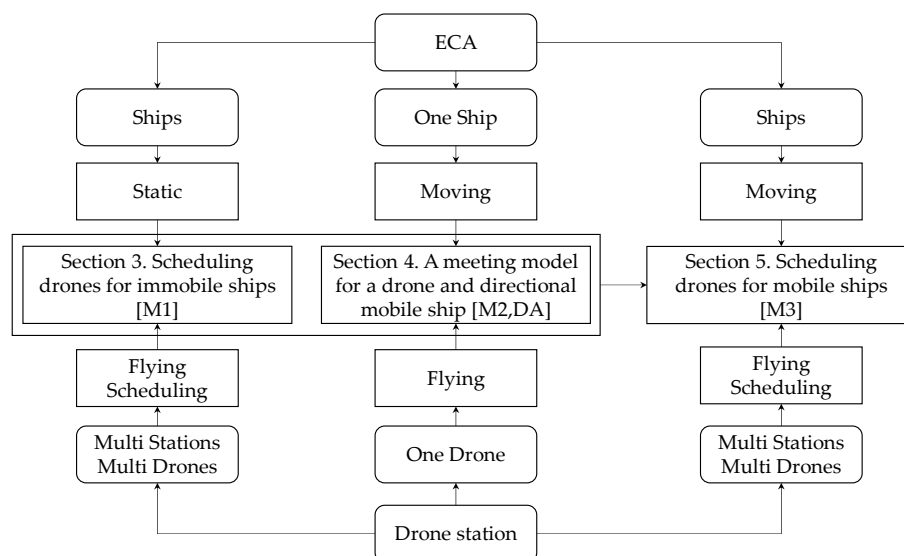 ECA
Ships
One Ship
Ships
Static
Moving
Moving
Section 3. Scheduling
drones for immobile ships
[M1]
Section 4. A meeting model
for a drone and directional
mobile ship [M2,DA]
Section 5. Scheduling
drones for mobile ships
[M3]
Flying
Scheduling
Flying
Flying
Scheduling
Multi Stations
Multi Drones
One Drone
Multi Stations
Multi Drones
Drone station